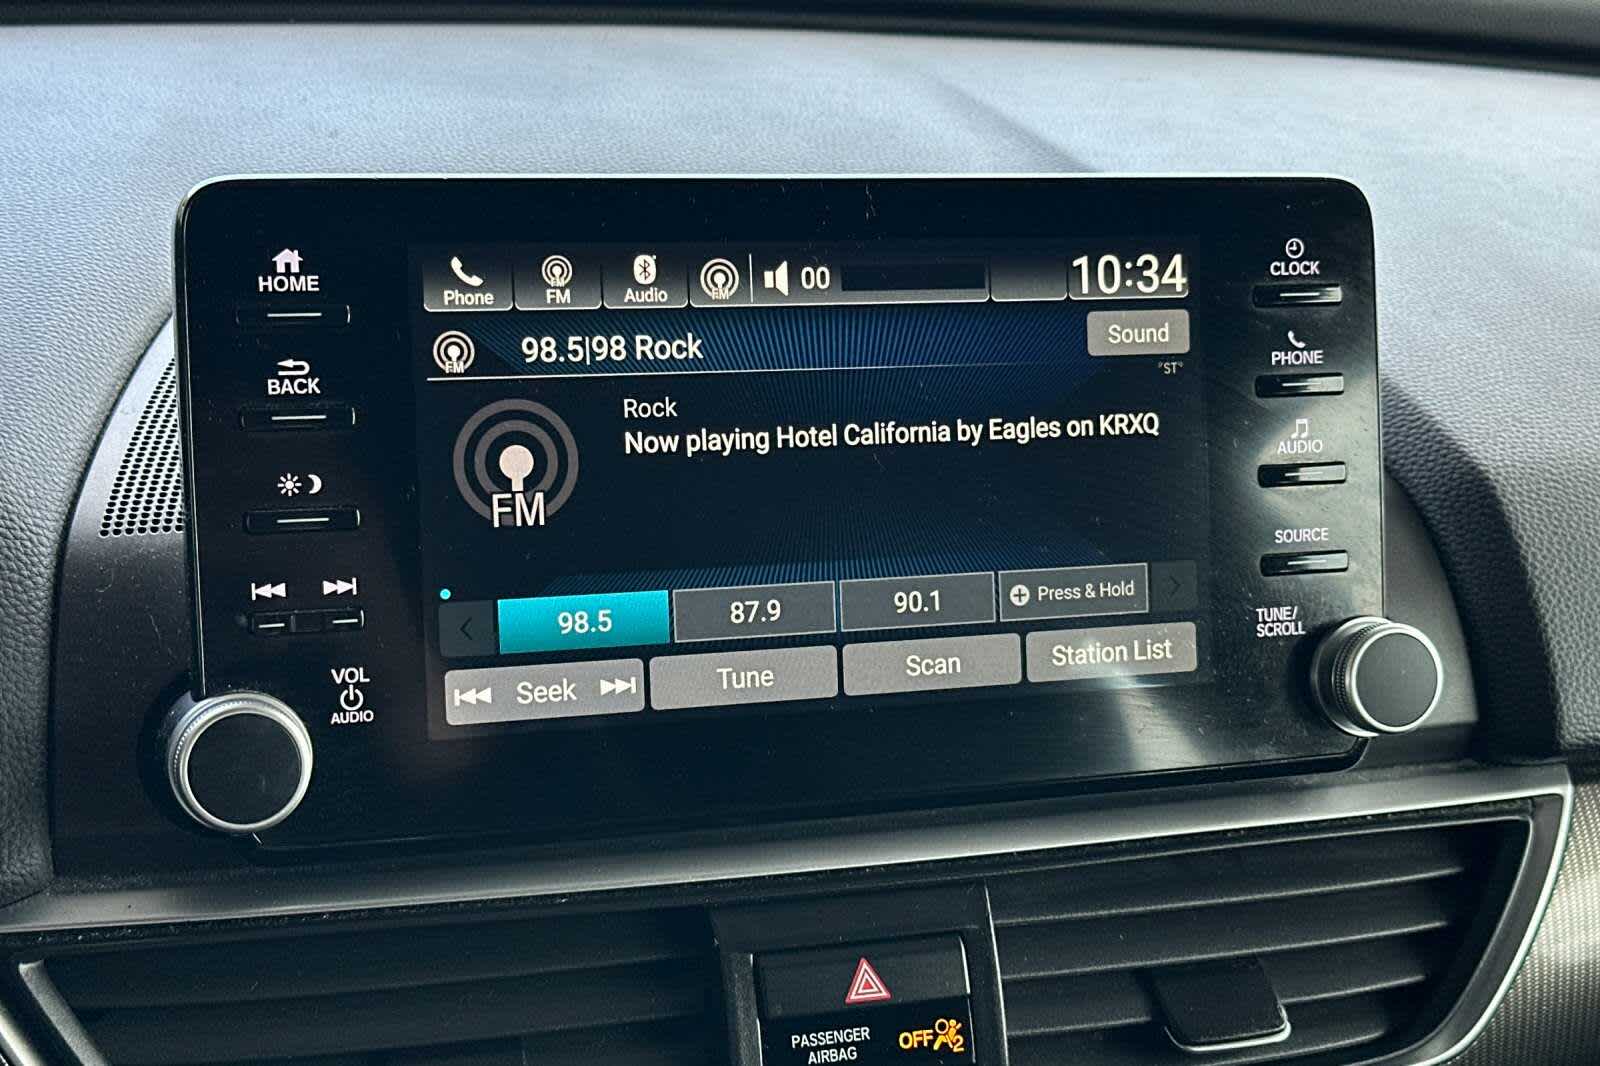 HOME
BACK
VOL
AUDIO
Phone
FM
Audio
FM
00
10:34
FM
98.5|98 Rock
Sound
"ST"
FM
Rock
Now playing Hotel California by Eagles on KRXQ
98.5
87.9
90.1
Press & Hold
Seek
Tune
Scan
Station List
CLOCK
PHONE
AUDIO
SOURCE
TUNE/
SCROLL
PASSENGER
AIRBAG
OFF
2